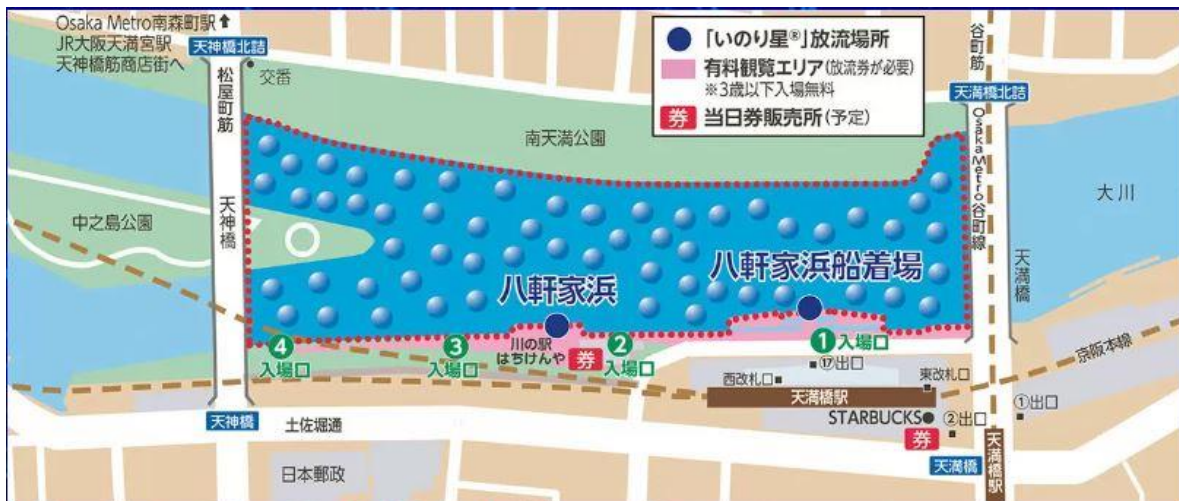 Osaka Metro南森町駅⬆
JR大阪天満宮駅
天神橋筋商店街へ
天神橋北詰
交番
松屋町筋
天神橋
中之島公園
南天満公園
「いのり星®」放流場所
有料観覧エリア(放流券が必要)
※3歳以下入場無料
券 当日券販売所(予定)
谷町筋
天満橋北詰
Osaka Metro谷町線
大川
天満橋
八軒家浜
八軒家浜船着場
川の駅
はちけんや
券
4
入場口
3
入場口
2
入場口
1入場口
⑰出口
西改札口
東改札口
天満橋駅
京阪本線
STARBUCKS
券
②出口
①出口
天神橋
土佐堀通
日本郵政
天満橋
天満橋駅